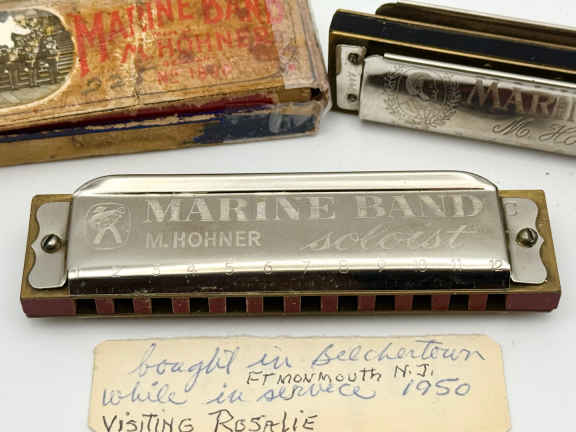 MARINE BAND
M. HOHNER
MARI
M. HO
MARINE BAND
C
M. HOHNER soloist
1 2 3 4 5 6 7 8 9 10 11 12
bought in Belchertown
FT MONMOUTH N.J.
while in service 1950
VISITING ROSALIE